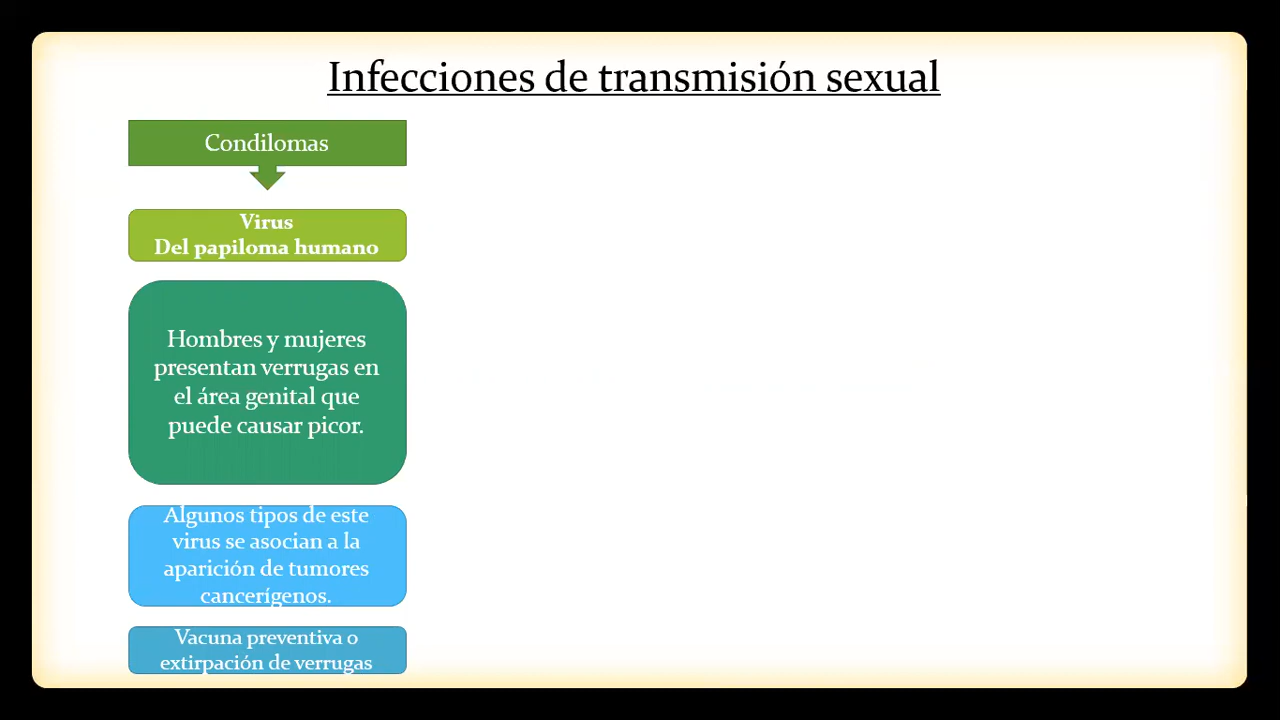 Infecciones de transmisión sexual
Condilomas
Virus
Del papiloma humano
Hombres y mujeres
presentan verrugas en
el área genital que
puede causar picor.
Algunos tipos de este
virus se asocian a la
aparición de tumores
cancerígenos.
Vacuna preventiva o
extirpación de verrugas